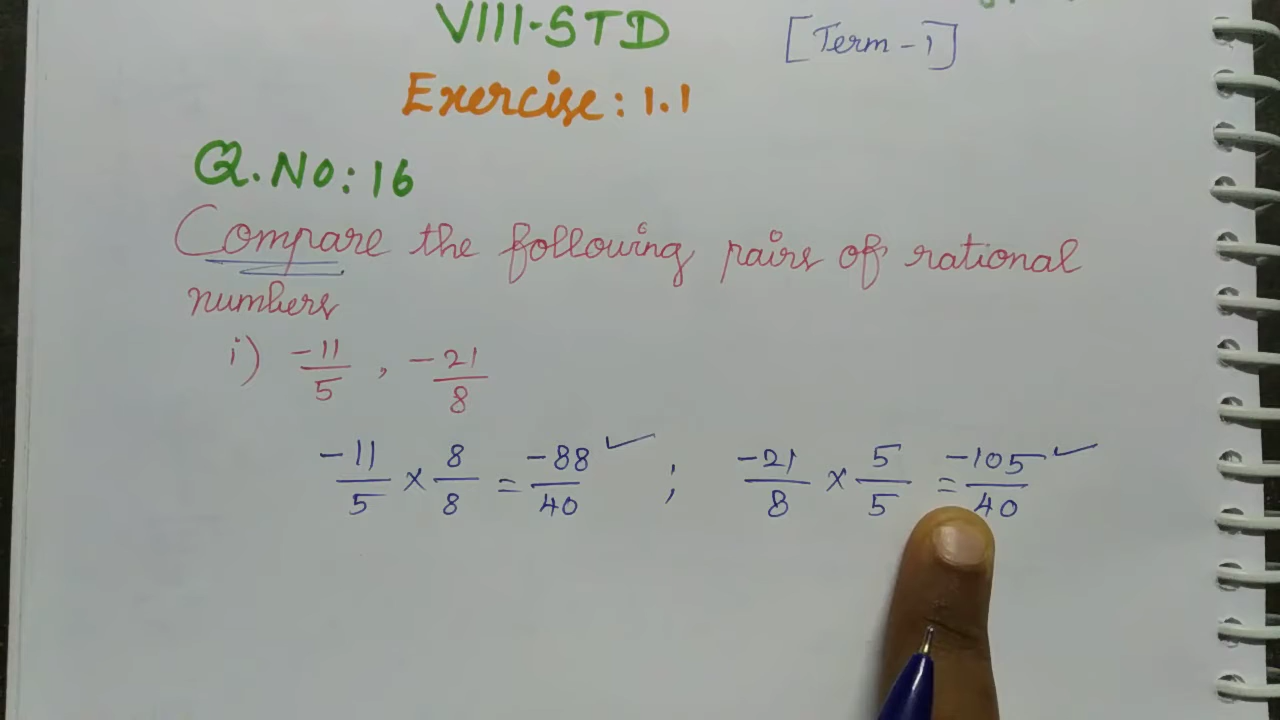 VIII-STD [Term-1]
Exercise: 1.1
Q.No: 16
Compare the following pairs of rational
numbers
i) -11/5 , -21/8
-11/5 × 8/8 = -88/40 ✓ ; -21/8 × 5/5 = -105/40 ✓